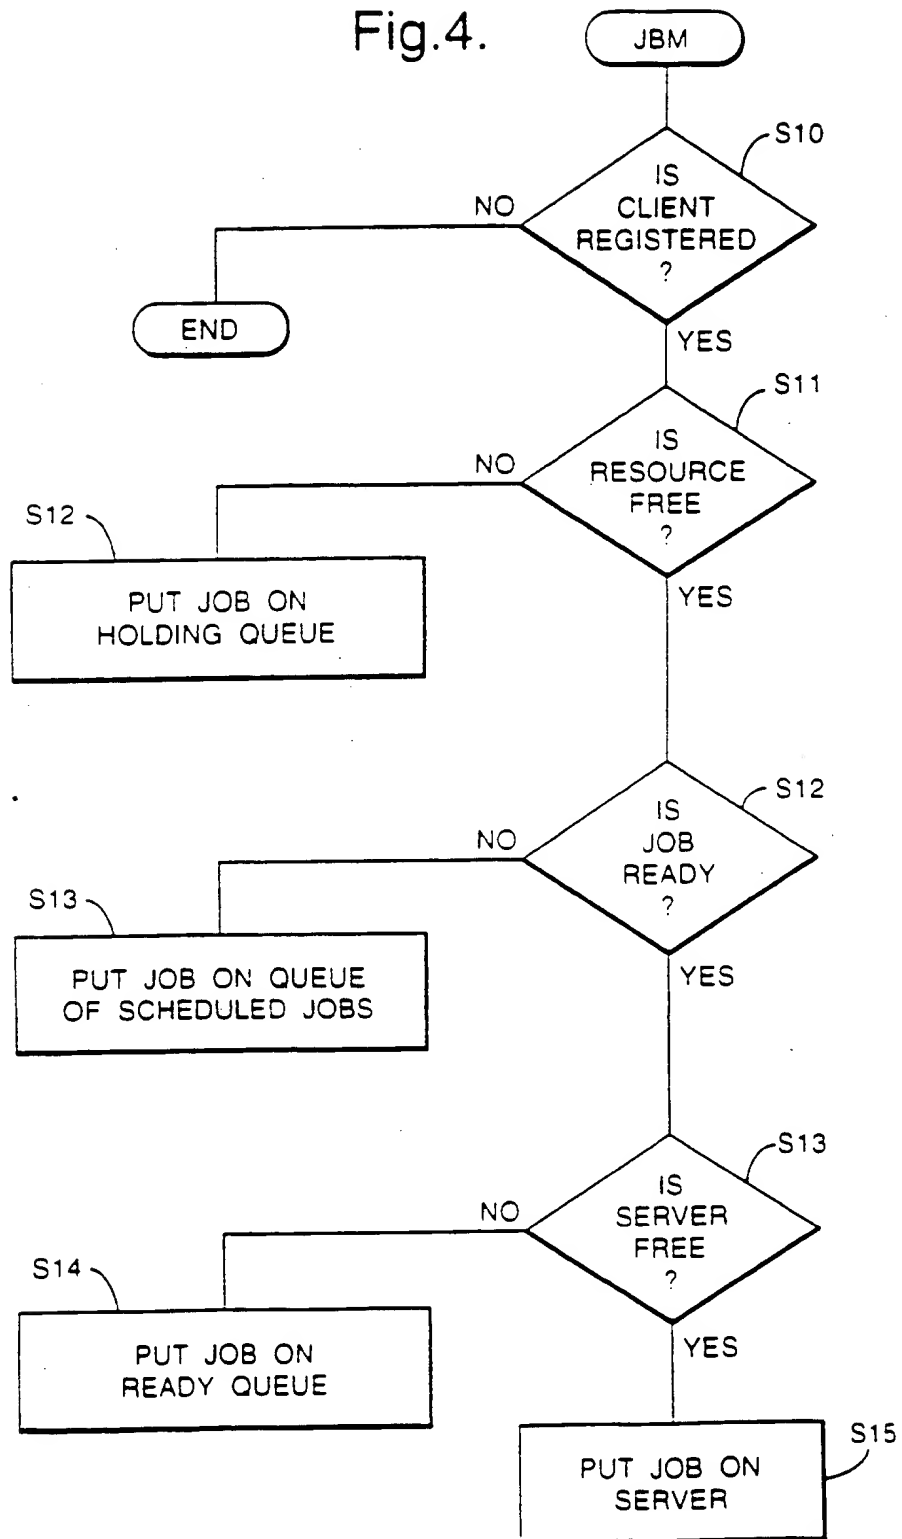 Fig.4.
JBM
S10
IS
CLIENT
REGISTERED
?
NO
END
YES
S11
IS
RESOURCE
FREE
?
NO
S12
PUT JOB ON
HOLDING QUEUE
YES
S12
IS
JOB
READY
?
NO
S13
PUT JOB ON QUEUE
OF SCHEDULED JOBS
YES
S13
IS
SERVER
FREE
?
NO
S14
PUT JOB ON
READY QUEUE
YES
S15
PUT JOB ON
SERVER